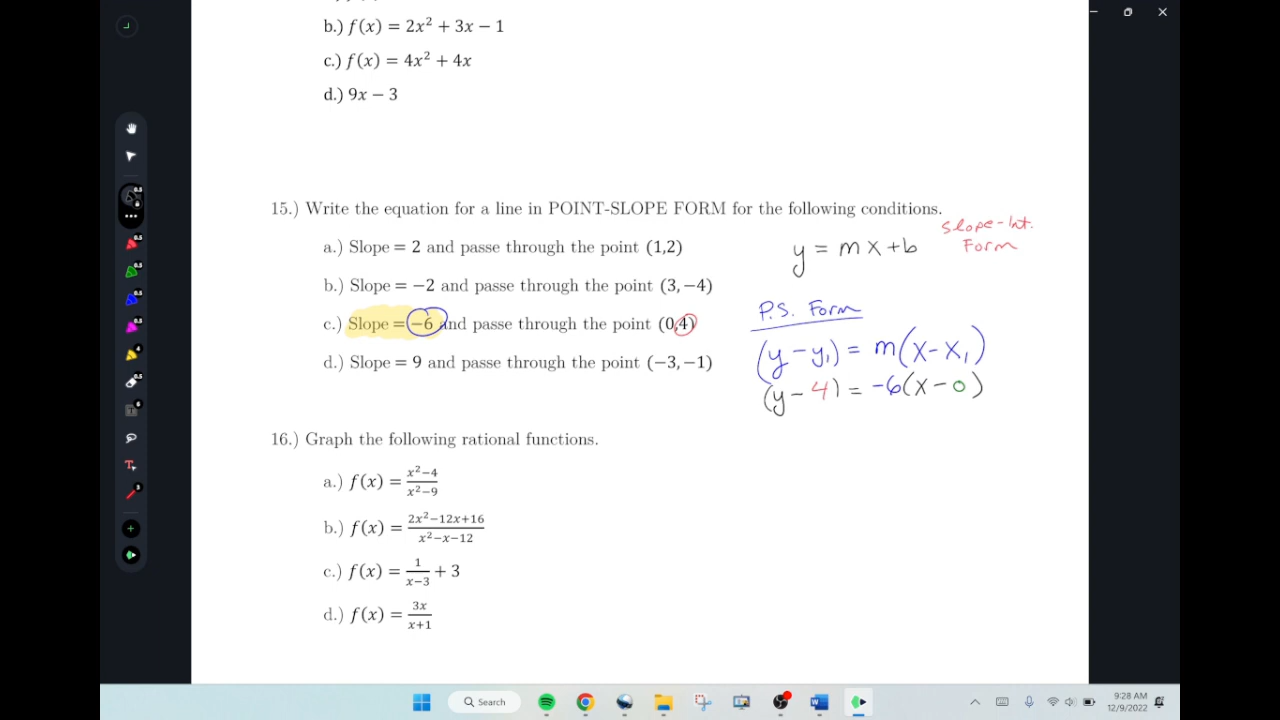 b.) f(x) = 2x² + 3x − 1
c.) f(x) = 4x² + 4x
d.) 9x − 3
15.) Write the equation for a line in POINT-SLOPE FORM for the following conditions.
a.) Slope = 2 and passe through the point (1,2)
b.) Slope = −2 and passe through the point (3, −4)
c.) Slope = −6 and passe through the point (0,4)
d.) Slope = 9 and passe through the point (−3, −1)
y = mx+b
Slope-Int.
Form
P.S. Form
(y − y₁) = m(x − x₁)
(y − 4) = −6(x − 0)
16.) Graph the following rational functions.
a.) f(x) = (x²−4)/(x²−9)
b.) f(x) = (2x²−12x+16)/(x²−x−12)
c.) f(x) = 1/(x−3) + 3
d.) f(x) = 3x/(x+1)
Search
9:28 AM
12/9/2022